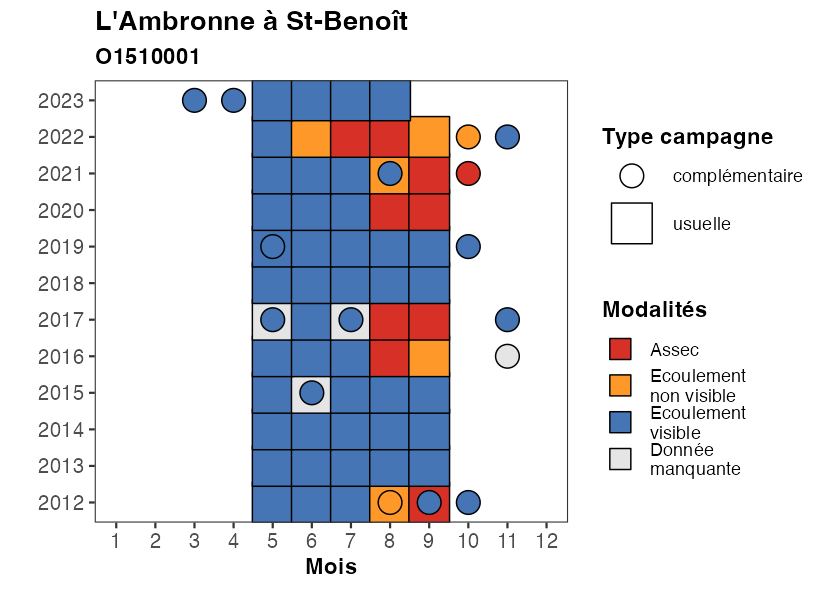 L'Ambronne à St-Benoît
O1510001
2023
2022
2021
2020
2019
2018
2017
2016
2015
2014
2013
2012
1 2 3 4 5 6 7 8 9 10 11 12
Mois
Type campagne
complémentaire
usuelle
Modalités
Assec
Ecoulement
non visible
Ecoulement
visible
Donnée
manquante